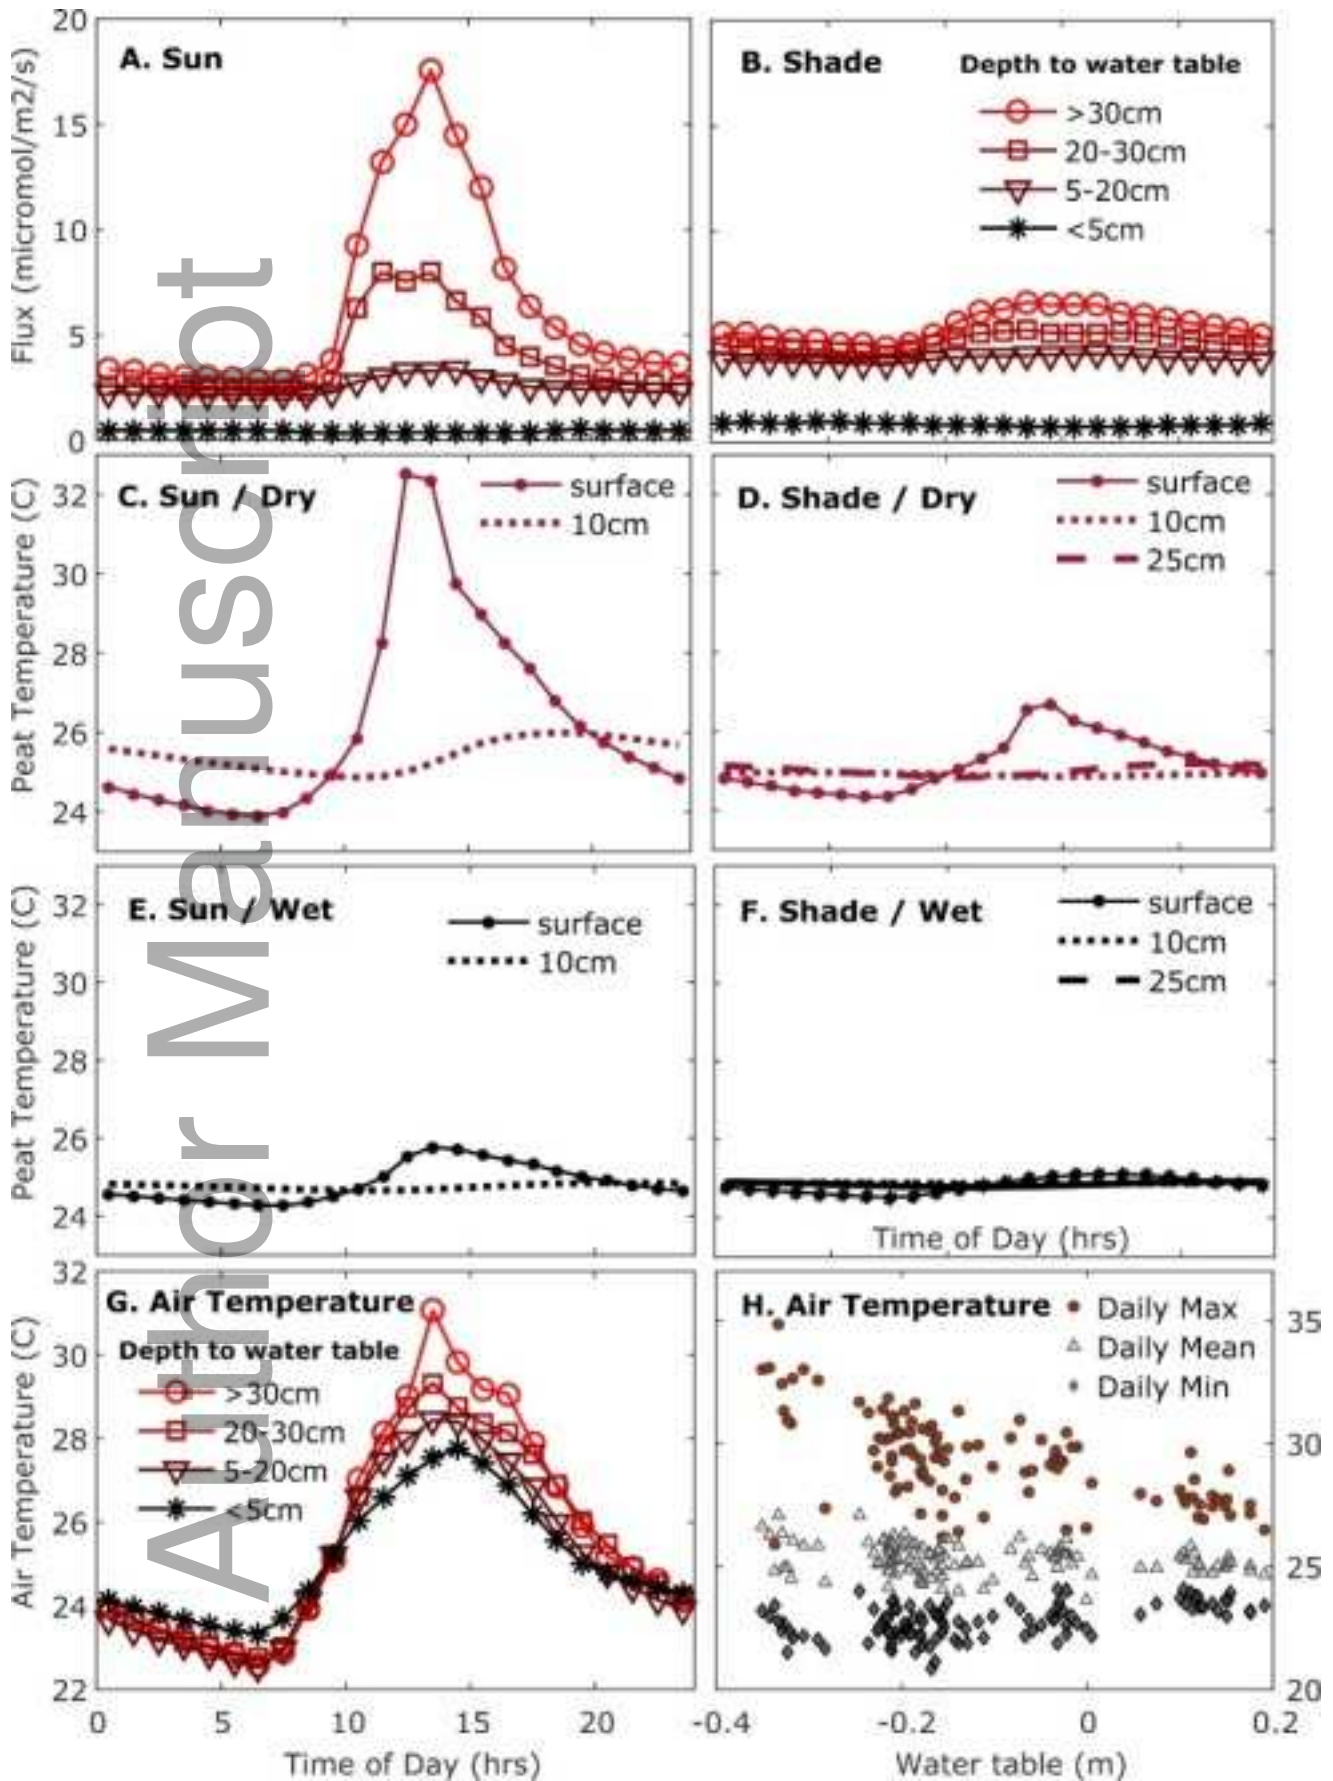 A. Sun
20
15
10
5
0
Flux (micromol/m2/s)
B. Shade
Depth to water table
>30cm
20-30cm
5-20cm
<5cm
C. Sun / Dry
surface
10cm
32
30
28
26
24
Peat Temperature (C)
D. Shade / Dry
surface
10cm
25cm
E. Sun / Wet
surface
10cm
32
30
28
26
24
Peat Temperature (C)
F. Shade / Wet
surface
10cm
25cm
Time of Day (hrs)
G. Air Temperature
Depth to water table
>30cm
20-30cm
5-20cm
<5cm
32
30
28
26
24
22
Air Temperature (C)
0 5 10 15 20
Time of Day (hrs)
H. Air Temperature
Daily Max
Daily Mean
Daily Min
35
30
25
20
-0.4 -0.2 0 0.2
Water table (m)
Author Manuscript